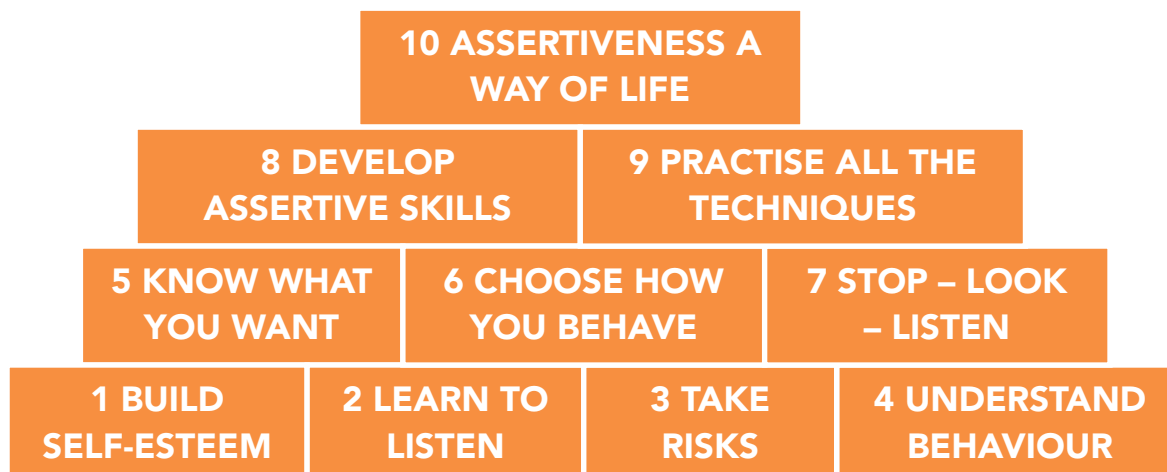 10 ASSERTIVENESS A
WAY OF LIFE
8 DEVELOP
ASSERTIVE SKILLS
9 PRACTISE ALL THE
TECHNIQUES
5 KNOW WHAT
YOU WANT
6 CHOOSE HOW
YOU BEHAVE
7 STOP – LOOK
– LISTEN
1 BUILD
SELF-ESTEEM
2 LEARN TO
LISTEN
3 TAKE
RISKS
4 UNDERSTAND
BEHAVIOUR